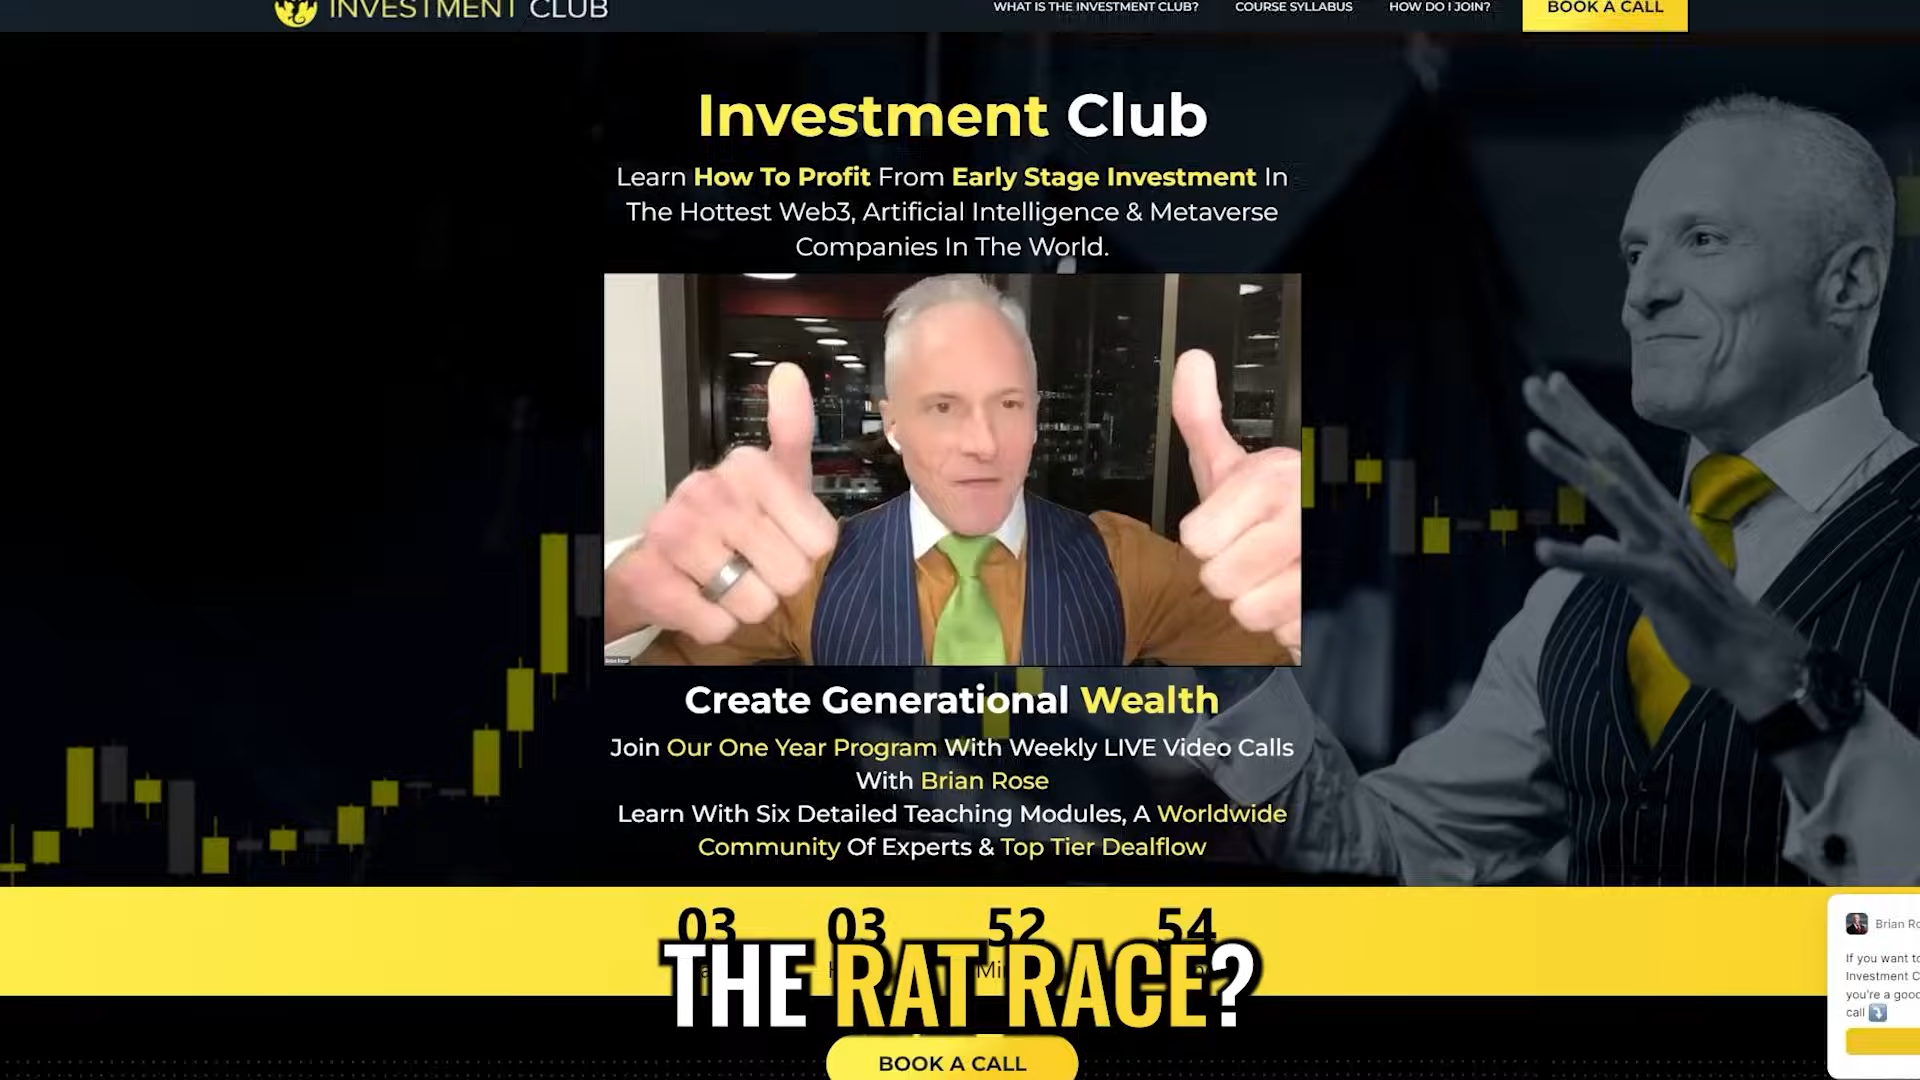 INVESTMENT CLUB
WHAT IS THE INVESTMENT CLUB?
COURSE SYLLABUS
HOW DO I JOIN?
BOOK A CALL
Investment Club
Learn How To Profit From Early Stage Investment In
The Hottest Web3, Artificial Intelligence & Metaverse
Companies In The World.
Brian Rose
Create Generational Wealth
Join Our One Year Program With Weekly LIVE Video Calls
With Brian Rose
Learn With Six Detailed Teaching Modules, A Worldwide
Community Of Experts & Top Tier Dealflow
03 03 52 54
THE RAT RACE?
BOOK A CALL
Brian Ro
If you want to
Investment C
you're a good
call